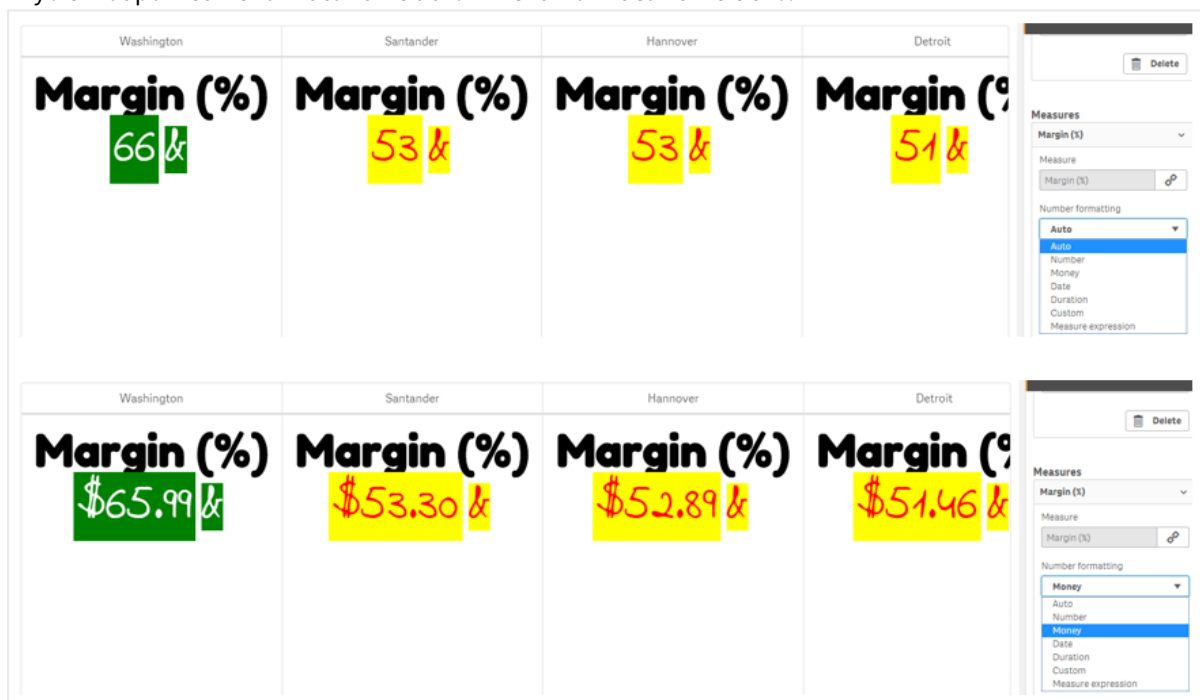 Washington Santander Hannover Detroit
Margin (%) Margin (%) Margin (%) Margin (%
66 & 53 & 53 & 51 &
Delete
Measures
Margin (%)
Measure
Margin (%)
Number formatting
Auto
Auto
Number
Money
Date
Duration
Custom
Measure expression
Washington Santander Hannover Detroit
Margin (%) Margin (%) Margin (%) Margin (%
$65.99 & $53.30 & $52.89 & $51.46 &
Delete
Measures
Margin (%)
Measure
Margin (%)
Number formatting
Money
Auto
Number
Money
Date
Duration
Custom
Measure expression